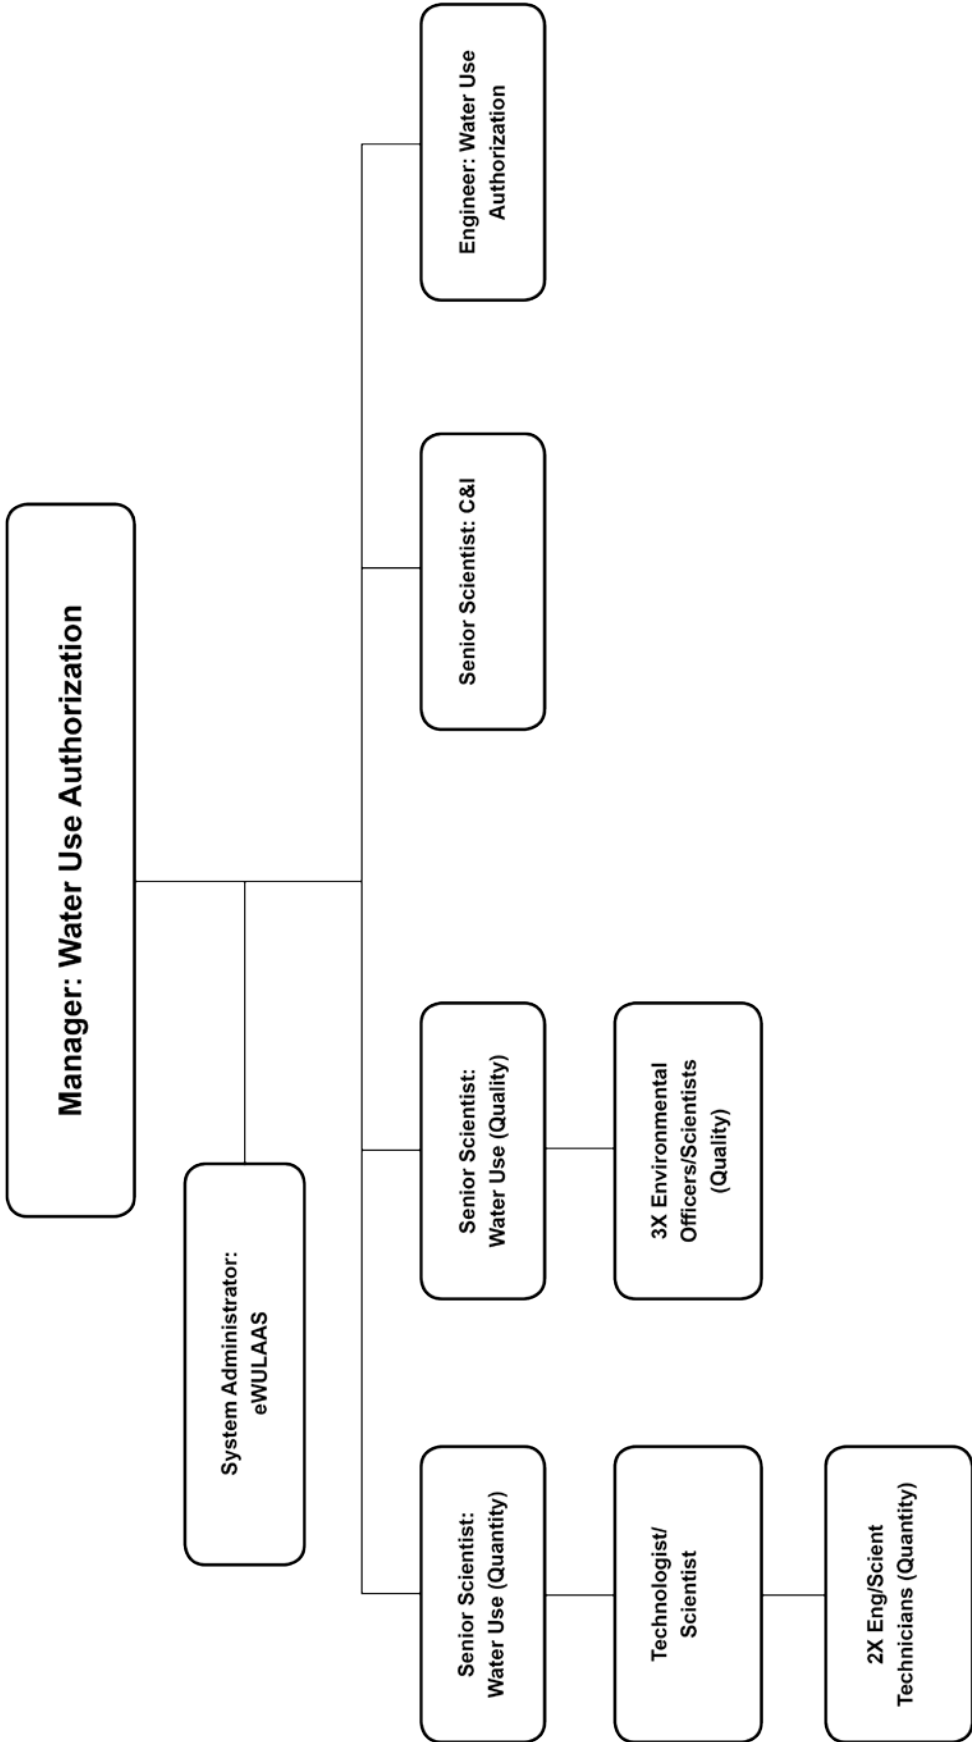 Manager: Water Use Authorization
System Administrator:
eWULAAS
Senior Scientist:
Water Use (Quantity)
Senior Scientist:
Water Use (Quality)
Senior Scientist: C&I
Engineer: Water Use
Authorization
Technologist/
Scientist
3X Environmental
Officers/Scientists
(Quality)
2X Eng/Scient
Technicians (Quantity)